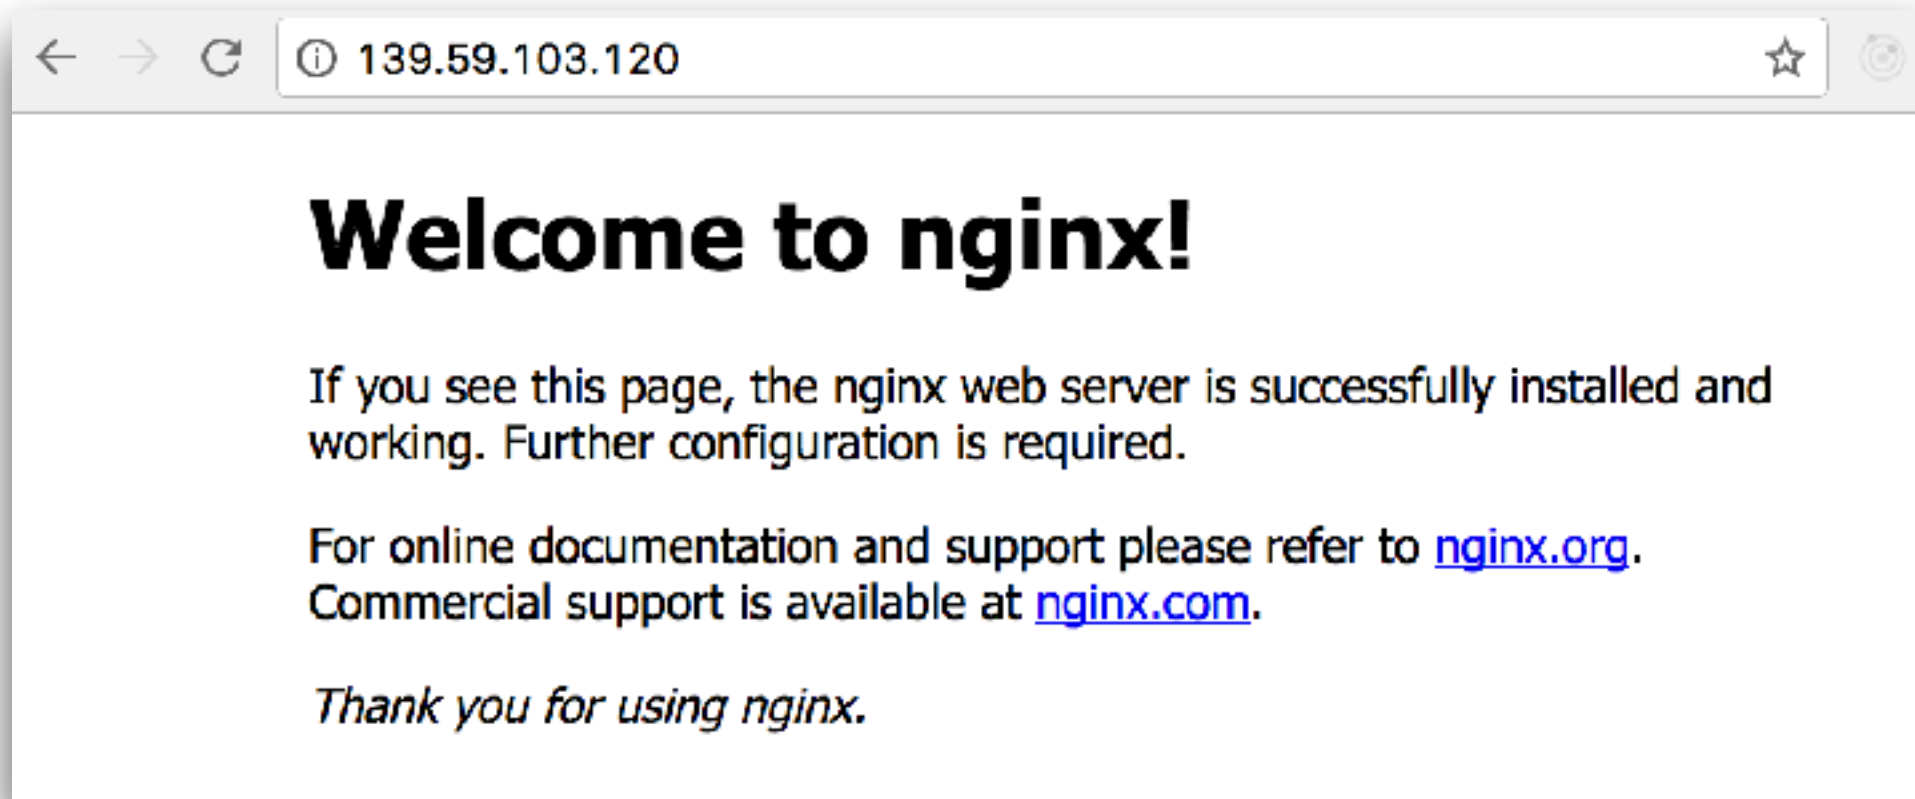 139.59.103.120
Welcome to nginx!
If you see this page, the nginx web server is successfully installed and
working. Further configuration is required.
For online documentation and support please refer to nginx.org.
Commercial support is available at nginx.com.
Thank you for using nginx.